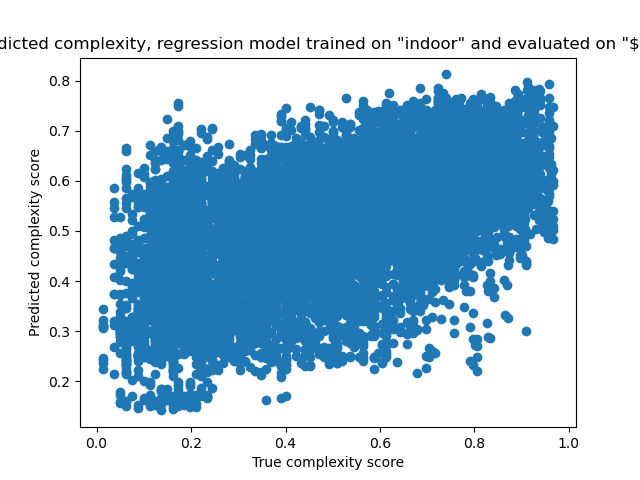 dicted complexity, regression model trained on "indoor" and evaluated on "$
0.8
0.7
0.6
0.5
0.4
0.3
0.2
Predicted complexity score
0.0 0.2 0.4 0.6 0.8 1.0
True complexity score